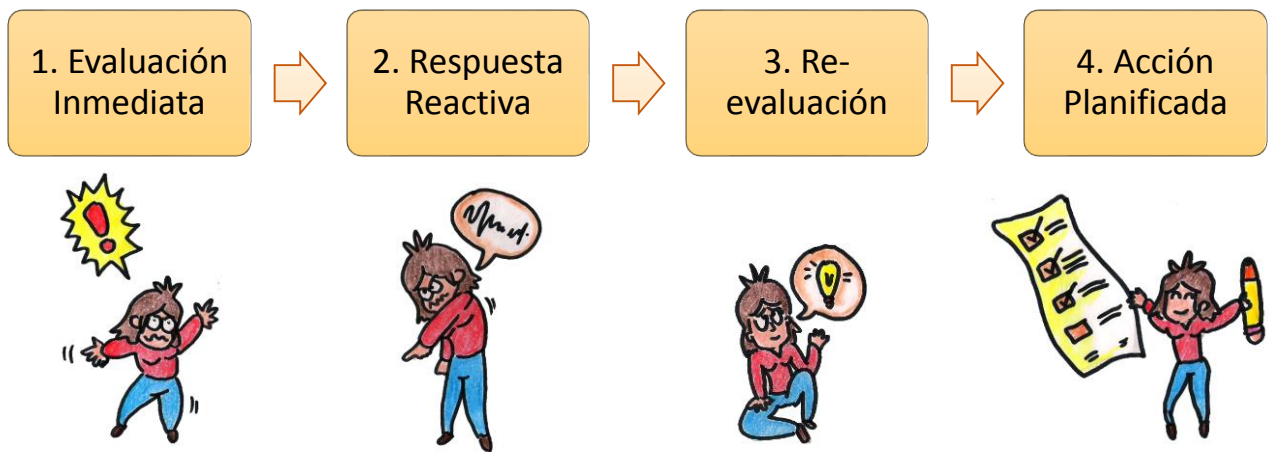 1. Evaluación
Inmediata
2. Respuesta
Reactiva
3. Re-
evaluación
4. Acción
Planificada